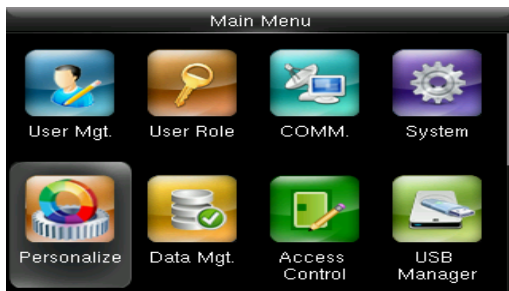 Main Menu
User Mgt. User Role COMM. System
Personalize Data Mgt. Access Control USB Manager